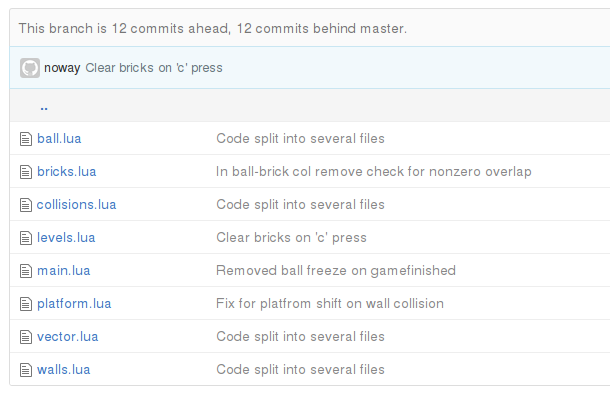 This branch is 12 commits ahead, 12 commits behind master.
noway Clear bricks on 'c' press
..
ball.lua Code split into several files
bricks.lua In ball-brick col remove check for nonzero overlap
collisions.lua Code split into several files
levels.lua Clear bricks on 'c' press
main.lua Removed ball freeze on gamefinished
platform.lua Fix for platfrom shift on wall collision
vector.lua Code split into several files
walls.lua Code split into several files